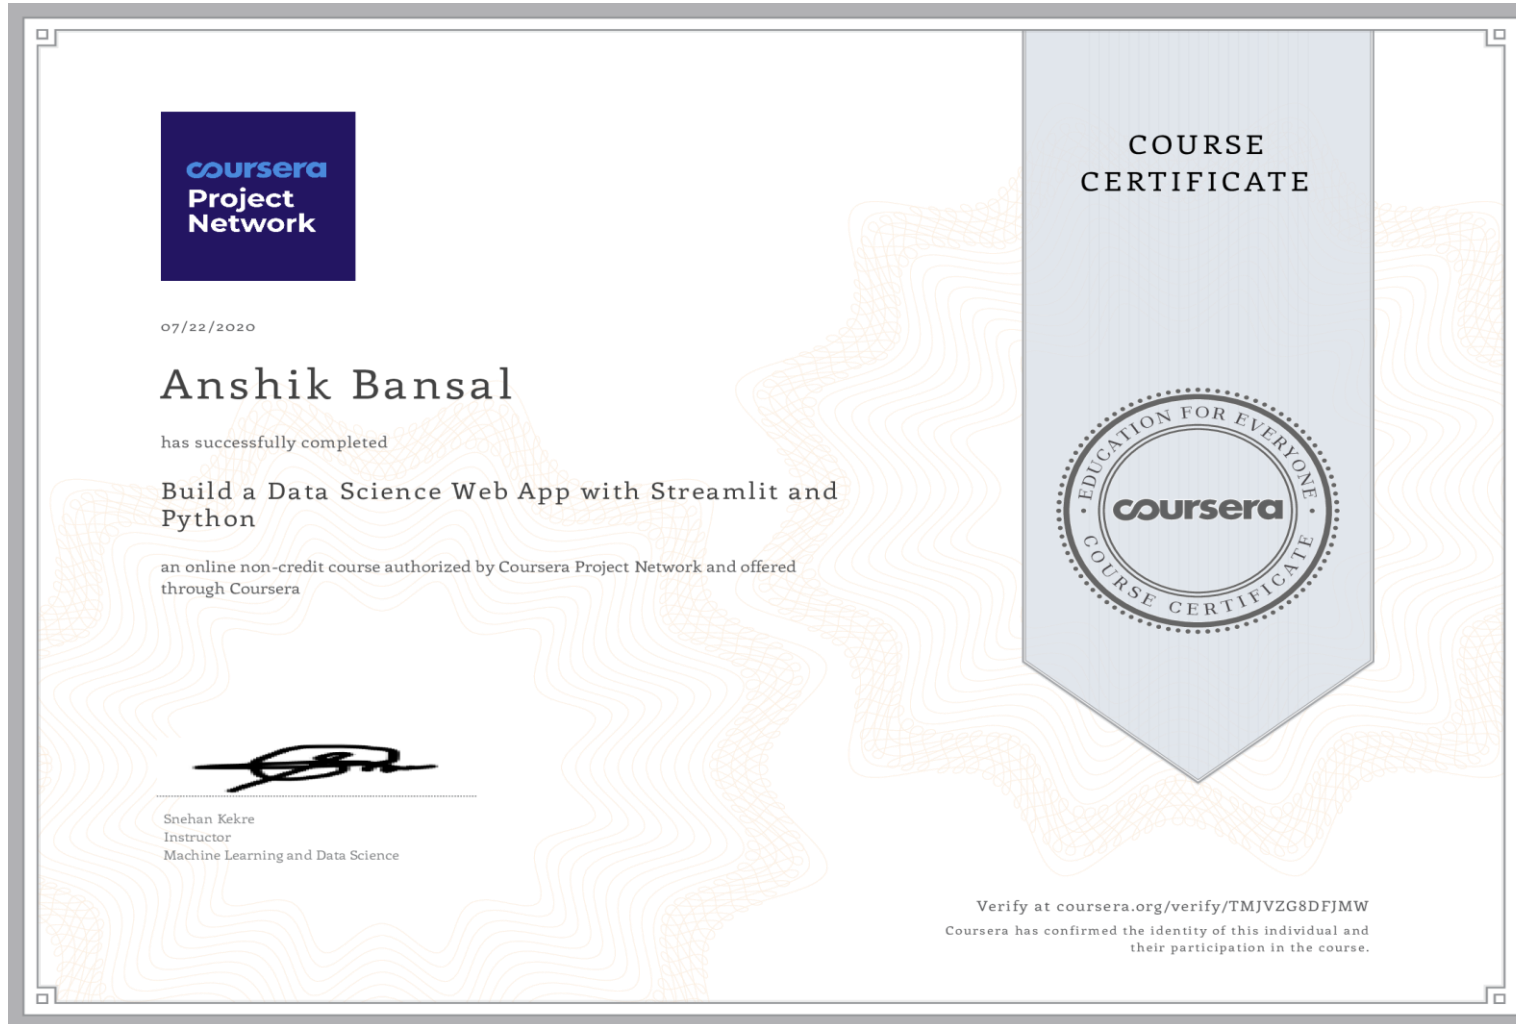 coursera
Project
Network
07/22/2020
Anshik Bansal
has successfully completed
Build a Data Science Web App with Streamlit and
Python
an online non-credit course authorized by Coursera Project Network and offered
through Coursera
Snehan Kekre
Instructor
Machine Learning and Data Science
COURSE
CERTIFICATE
EDUCATION FOR EVERYONE
coursera
COURSE CERTIFICATE
Verify at coursera.org/verify/TMJVZG8DFJMW
Coursera has confirmed the identity of this individual and
their participation in the course.